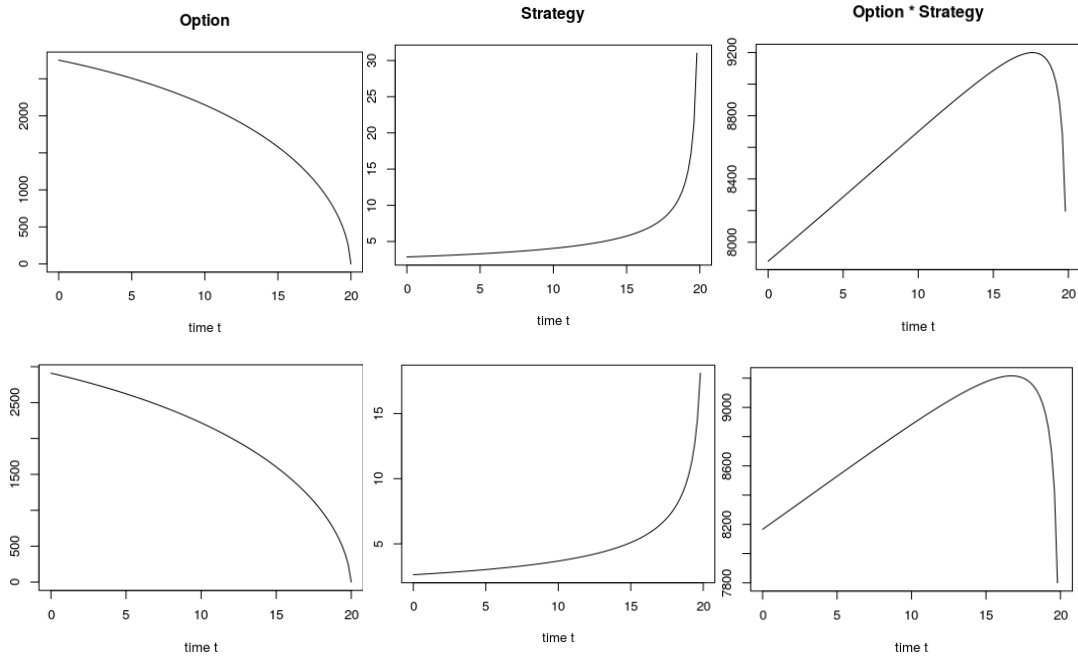 Option
Strategy
Option * Strategy
0 500 1000 2000
0 5 10 15 20
time t
5 10 15 20 25 30
0 5 10 15 20
time t
8000 8400 8800 9200
0 5 10 15 20
time t
0 500 1500 2500
0 5 10 15 20
time t
5 10 15
0 5 10 15 20
time t
7800 8200 8600 9000
0 5 10 15 20
time t